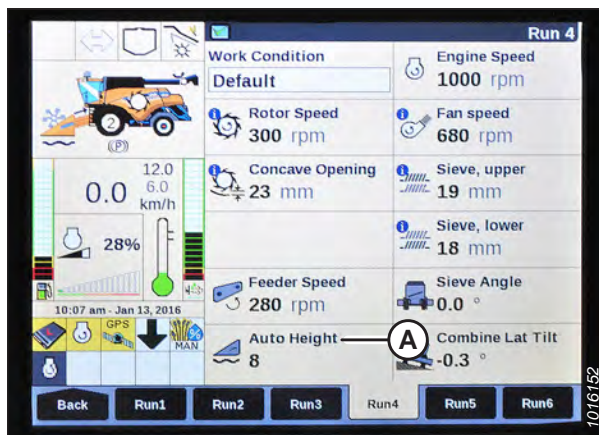 Run 4
Work Condition
Default
Engine Speed
1000 rpm
Rotor Speed
300 rpm
Fan speed
680 rpm
Concave Opening
23 mm
Sieve, upper
19 mm
Sieve, lower
18 mm
Feeder Speed
280 rpm
Sieve Angle
0.0 °
Auto Height
8
A
Combine Lat Tilt
-0.3 °
2
(P)
12.0
0.0 6.0
km/h
28%
10:07 am - Jan 13, 2016
GPS
MAN
Back Run1 Run2 Run3 Run4 Run5 Run6
1016152